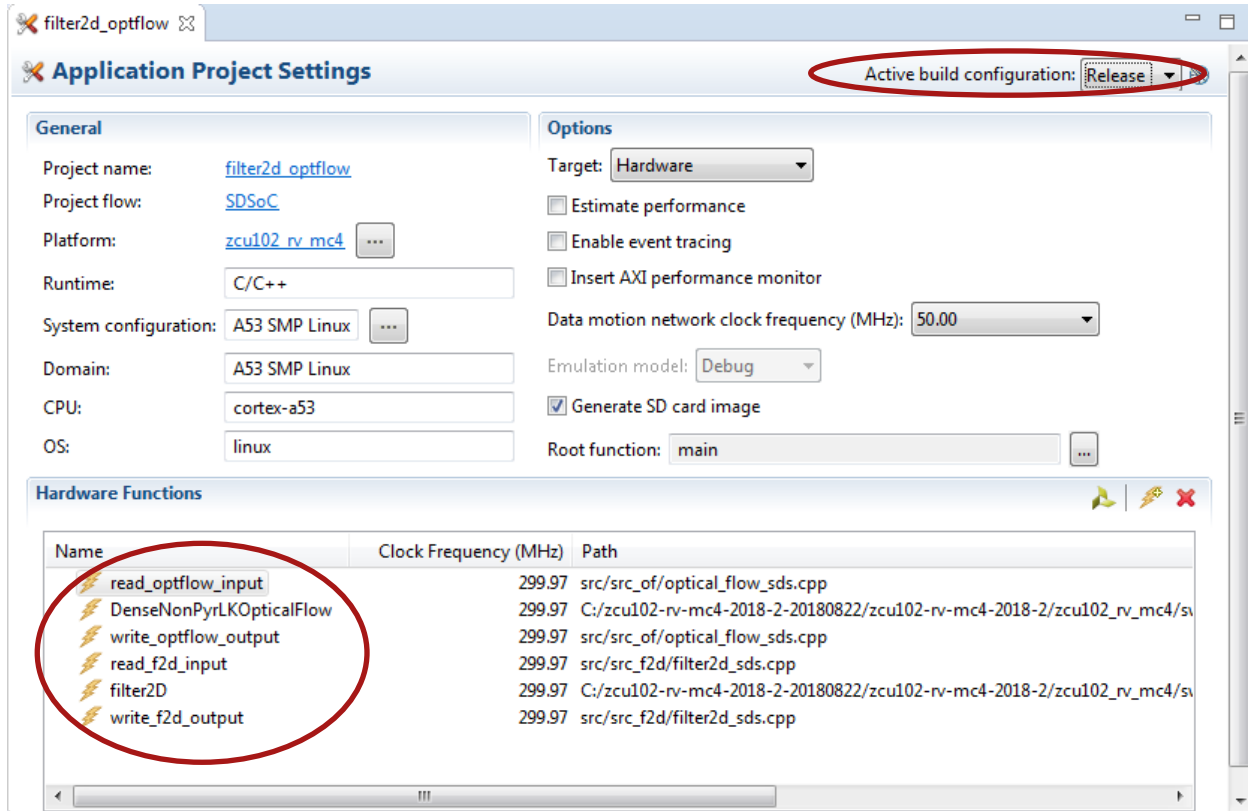 filter2d_optflow
Application Project Settings
Active build configuration: Release
General
Project name: filter2d_optflow
Project flow: SDSoC
Platform: zcu102_rv_mc4 ...
Runtime: C/C++
System configuration: A53 SMP Linux ...
Domain: A53 SMP Linux
CPU: cortex-a53
OS: linux
Options
Target: Hardware
Estimate performance
Enable event tracing
Insert AXI performance monitor
Data motion network clock frequency (MHz): 50.00
Emulation model: Debug
Generate SD card image
Root function: main ...
Hardware Functions
Name Clock Frequency (MHz) Path
read_optflow_input 299.97 src/src_of/optical_flow_sds.cpp
DenseNonPyrLKOpticalFlow 299.97 C:/zcu102-rv-mc4-2018-2-20180822/zcu102-rv-mc4-2018-2/zcu102_rv_mc4/sw
write_optflow_output 299.97 src/src_of/optical_flow_sds.cpp
read_f2d_input 299.97 src/src_f2d/filter2d_sds.cpp
filter2D 299.97 C:/zcu102-rv-mc4-2018-2-20180822/zcu102-rv-mc4-2018-2/zcu102_rv_mc4/sw
write_f2d_output 299.97 src/src_f2d/filter2d_sds.cpp